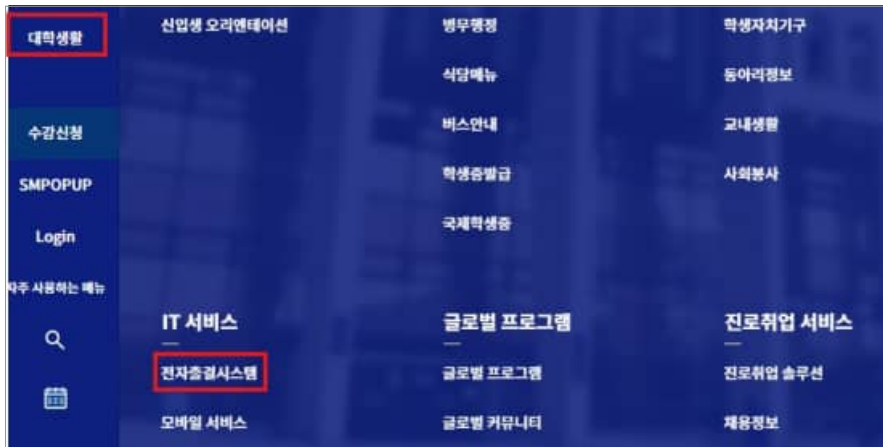 대학생활
수강신청
SMPOPUP
Login
자주 사용하는 메뉴
신입생 오리엔테이션
병무행정
학생자치기구
식당메뉴
동아리정보
버스안내
교내생활
학생증발급
사회봉사
국제학생증
IT 서비스
글로벌 프로그램
진로취업 서비스
전자출결시스템
글로벌 프로그램
진로취업 솔루션
모바일 서비스
글로벌 커뮤니티
채용정보